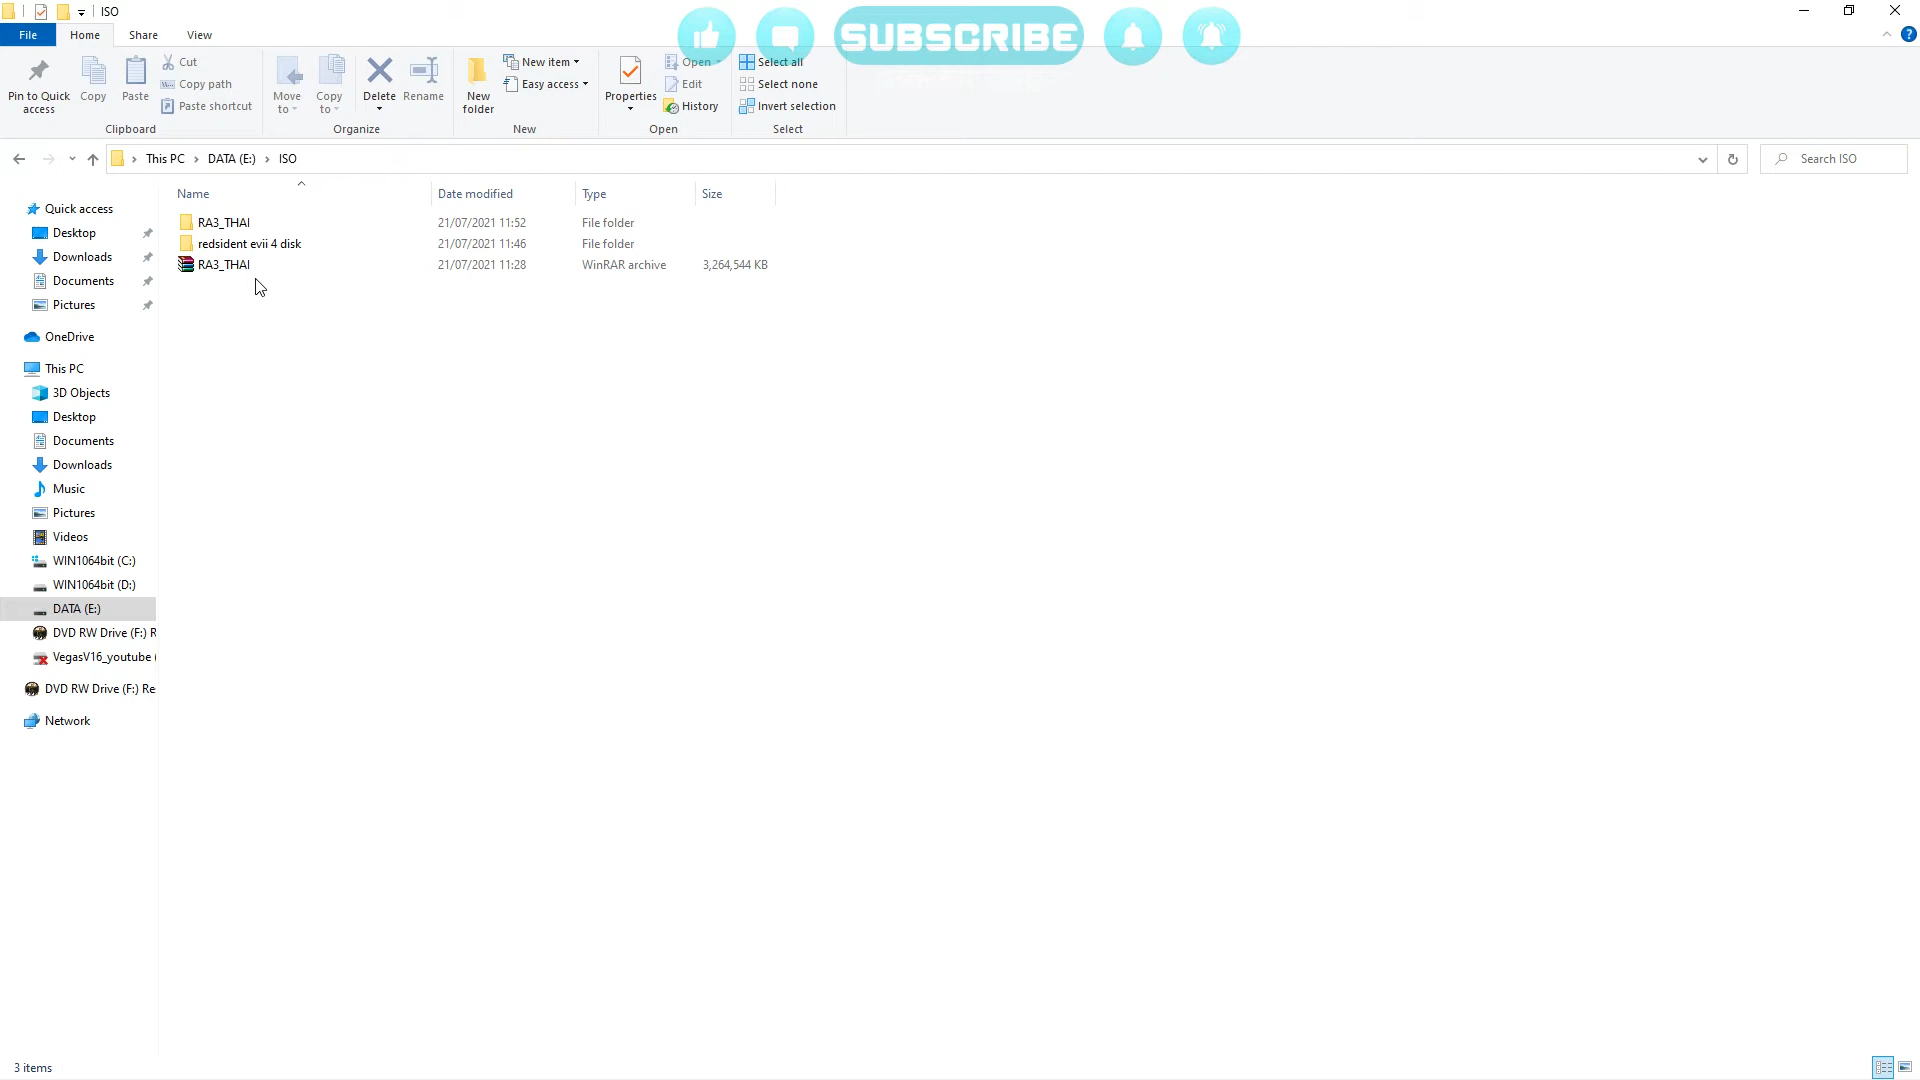 ISO
File Home Share View
Pin to Quick access
Copy
Paste
Cut
Copy path
Paste shortcut
Clipboard
Move to
Copy to
Delete
Rename
Organize
New folder
New item
Easy access
New
Properties
Open
Edit
History
Open
Select all
Select none
Invert selection
Select
SUBSCRIBE
This PC > DATA (E:) > ISO
Search ISO
Name Date modified Type Size
RA3_THAI 21/07/2021 11:52 File folder
redsident evii 4 disk 21/07/2021 11:46 File folder
RA3_THAI 21/07/2021 11:28 WinRAR archive 3,264,544 KB
Quick access
Desktop
Downloads
Documents
Pictures
OneDrive
This PC
3D Objects
Desktop
Documents
Downloads
Music
Pictures
Videos
WIN1064bit (C:)
WIN1064bit (D:)
DATA (E:)
DVD RW Drive (F:) R
VegasV16_youtube (
DVD RW Drive (F:) Re
Network
3 items